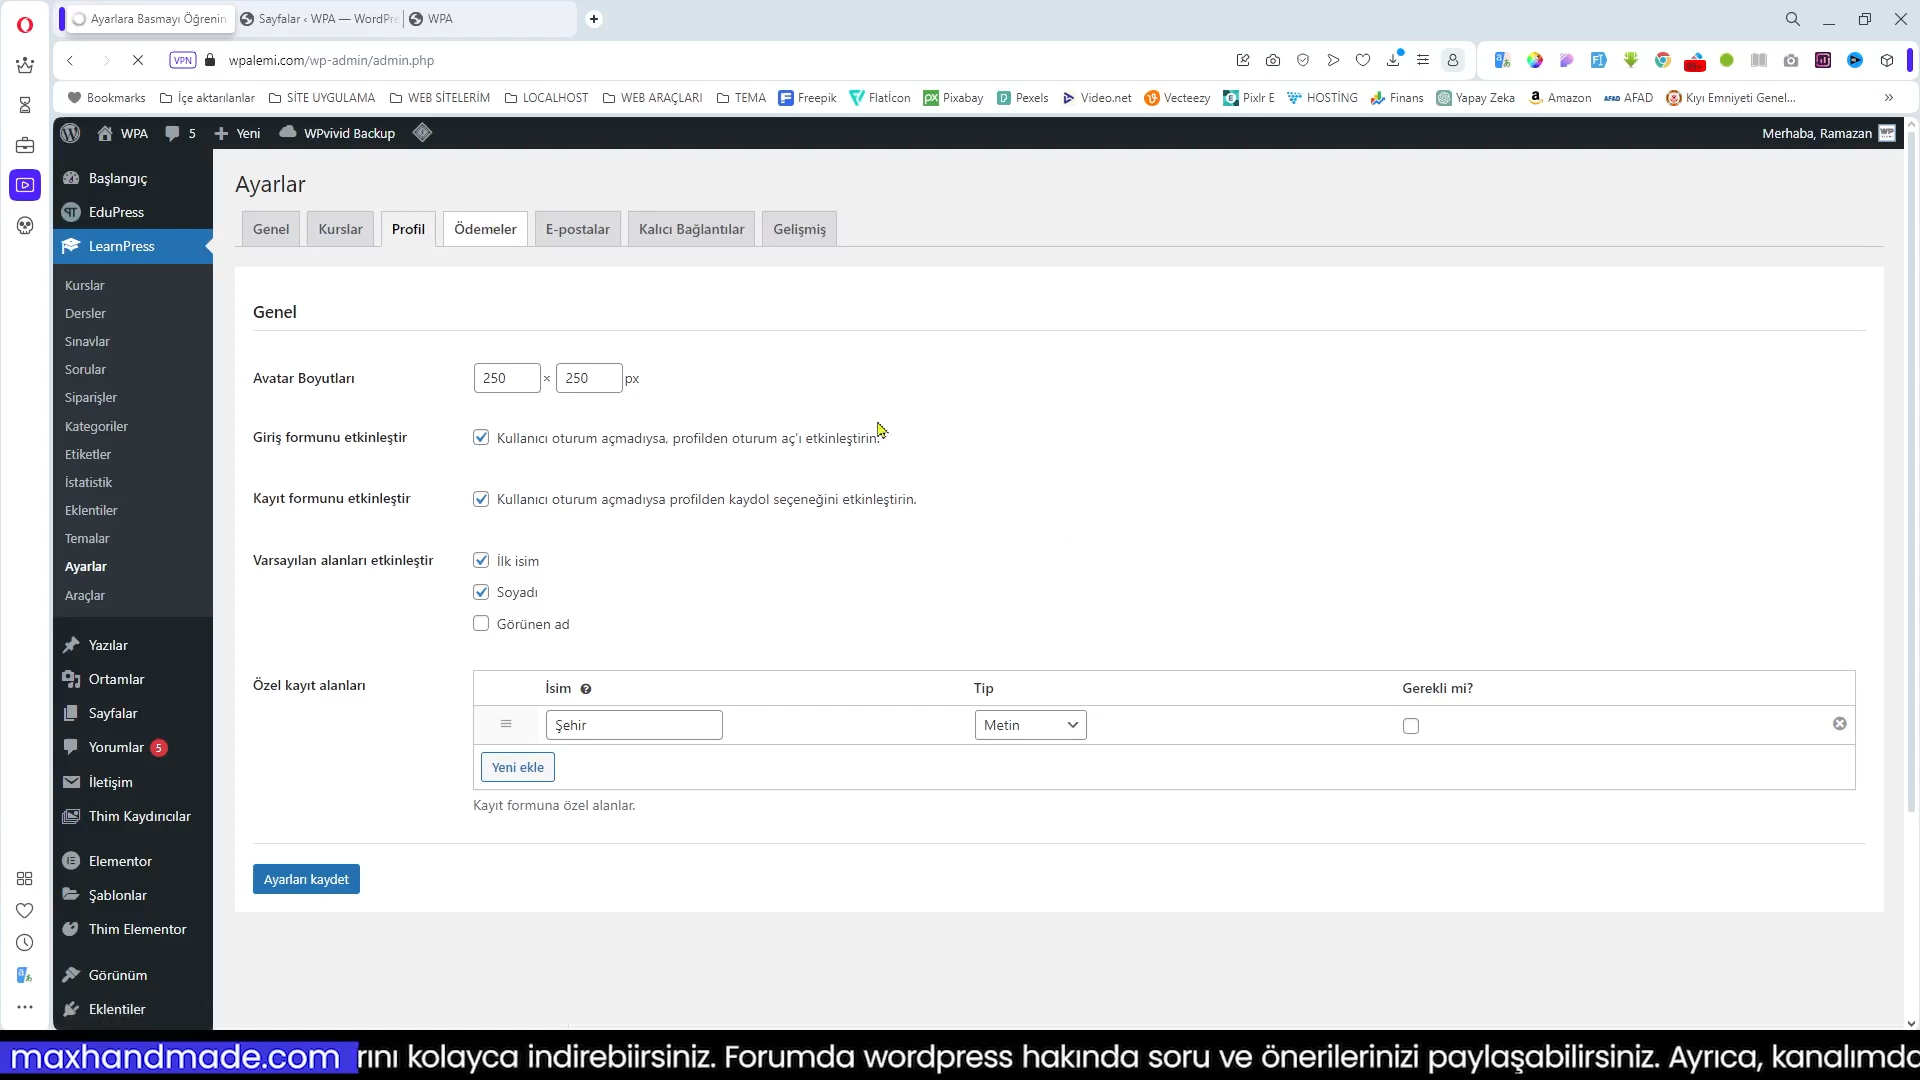 Ayarlara Basmayı Öğrenin
Sayfalar ‹ WPA — WordPr
WPA
VPN
wpalemi.com/wp-admin/admin.php
Bookmarks
İçe aktarılanlar
SİTE UYGULAMA
WEB SİTELERİM
LOCALHOST
WEB ARAÇLARI
TEMA
Freepik
Flatİcon
Pixabay
Pexels
Video.net
Vecteezy
Pixlr E
HOSTİNG
Finans
Yapay Zeka
Amazon
AFAD
Kıyı Emniyeti Genel...
WPA
5
Yeni
WPvivid Backup
Merhaba, Ramazan
Başlangıç
EduPress
LearnPress
Kurslar
Dersler
Sınavlar
Sorular
Siparişler
Kategoriler
Etiketler
İstatistik
Eklentiler
Temalar
Ayarlar
Araçlar
Yazılar
Ortamlar
Sayfalar
Yorumlar 5
İletişim
Thim Kaydırıcılar
Elementor
Şablonlar
Thim Elementor
Görünüm
Eklentiler
Ayarlar
Genel
Kurslar
Profil
Ödemeler
E-postalar
Kalıcı Bağlantılar
Gelişmiş
Genel
Avatar Boyutları
250 × 250 px
Giriş formunu etkinleştir
Kullanıcı oturum açmadıysa, profilden oturum aç'ı etkinleştirin.
Kayıt formunu etkinleştir
Kullanıcı oturum açmadıysa profilden kaydol seçeneğini etkinleştirin.
Varsayılan alanları etkinleştir
İlk isim
Soyadı
Görünen ad
Özel kayıt alanları
İsim
Tip
Gerekli mi?
Şehir
Metin
Yeni ekle
Kayıt formuna özel alanlar.
Ayarları kaydet
maxhandmade.com
rını kolayca indirebiirsiniz. Forumda wordpress hakında soru ve önerilerinizi paylaşabilirsiniz. Ayrıca, kanalımda